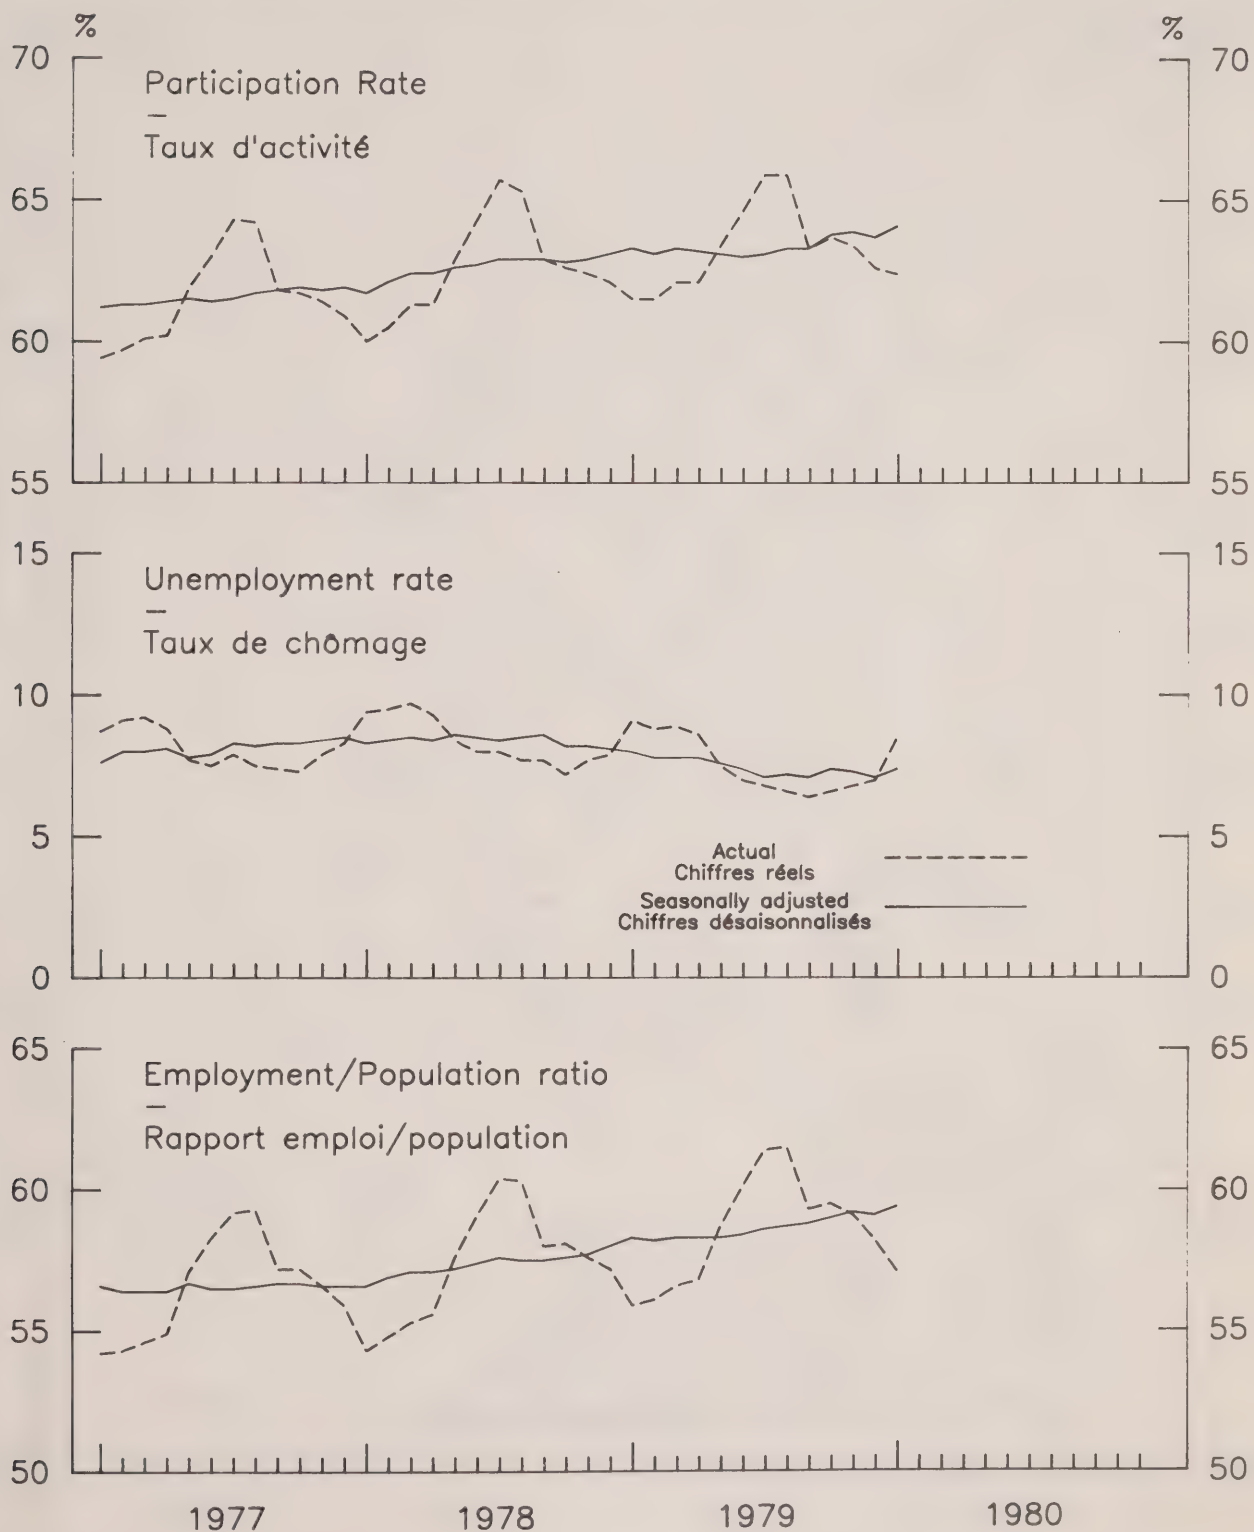 % %
70 70
Participation Rate
—
Taux d'activité
65 65
60 60
55 55
15 15
Unemployment rate
—
Taux de chômage
10 10
5 5
Actual
Chiffres réels
Seasonally adjusted
Chiffres désaisonnalisés
0 0
65 65
Employment/Population ratio
—
Rapport emploi/population
60 60
55 55
50 50
1977 1978 1979 1980